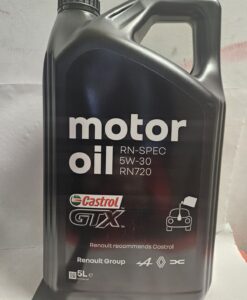 motor
oil
RN-SPEC
5W-30
RN720
Castrol
GTX
Renault recommends Castrol
Renault Group
5L e